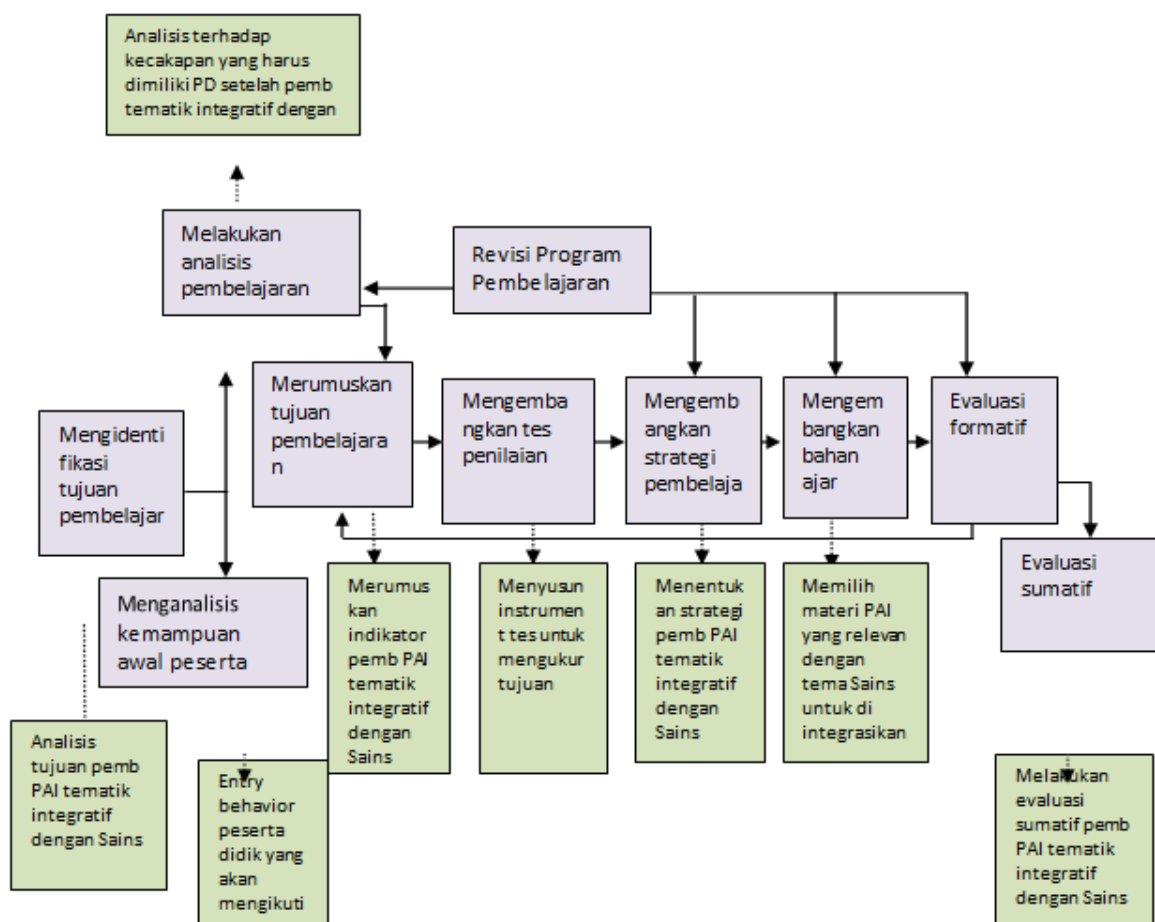 Analisis terhadap
kecakapan yang harus
dimiliki PD setelah pemb
tematik integratif dengan
Melakukan
analisis
pembelajaran
Revisi Program
Pembelajaran
Mengidenti
fikasi
tujuan
pembelajar
Merumuskan
tujuan
pembelajara
n
Mengemba
ngkan tes
penilaian
Mengemb
angkan
strategi
pembelaja
Mengem
bangkan
bahan
ajar
Evaluasi
formatif
Menganalisis
kemampuan
awal peserta
Evaluasi
sumatif
Merumus
kan
indikator
pemb PAI
tematik
integratif
dengan
Sains
Menyusun
instrumen
t tes untuk
mengukur
tujuan
Menentuk
an strategi
pemb PAI
tematik
integratif
dengan
Sains
Memilih
materi PAI
yang relevan
dengan
tema Sains
untuk di
integrasikan
Analisis
tujuan pemb
PAI tematik
integratif
dengan Sains
Entry
behavior
peserta
didik yang
akan
mengikuti
Melakukan
evaluasi
sumatif pemb
PAI tematik
integratif
dengan Sains